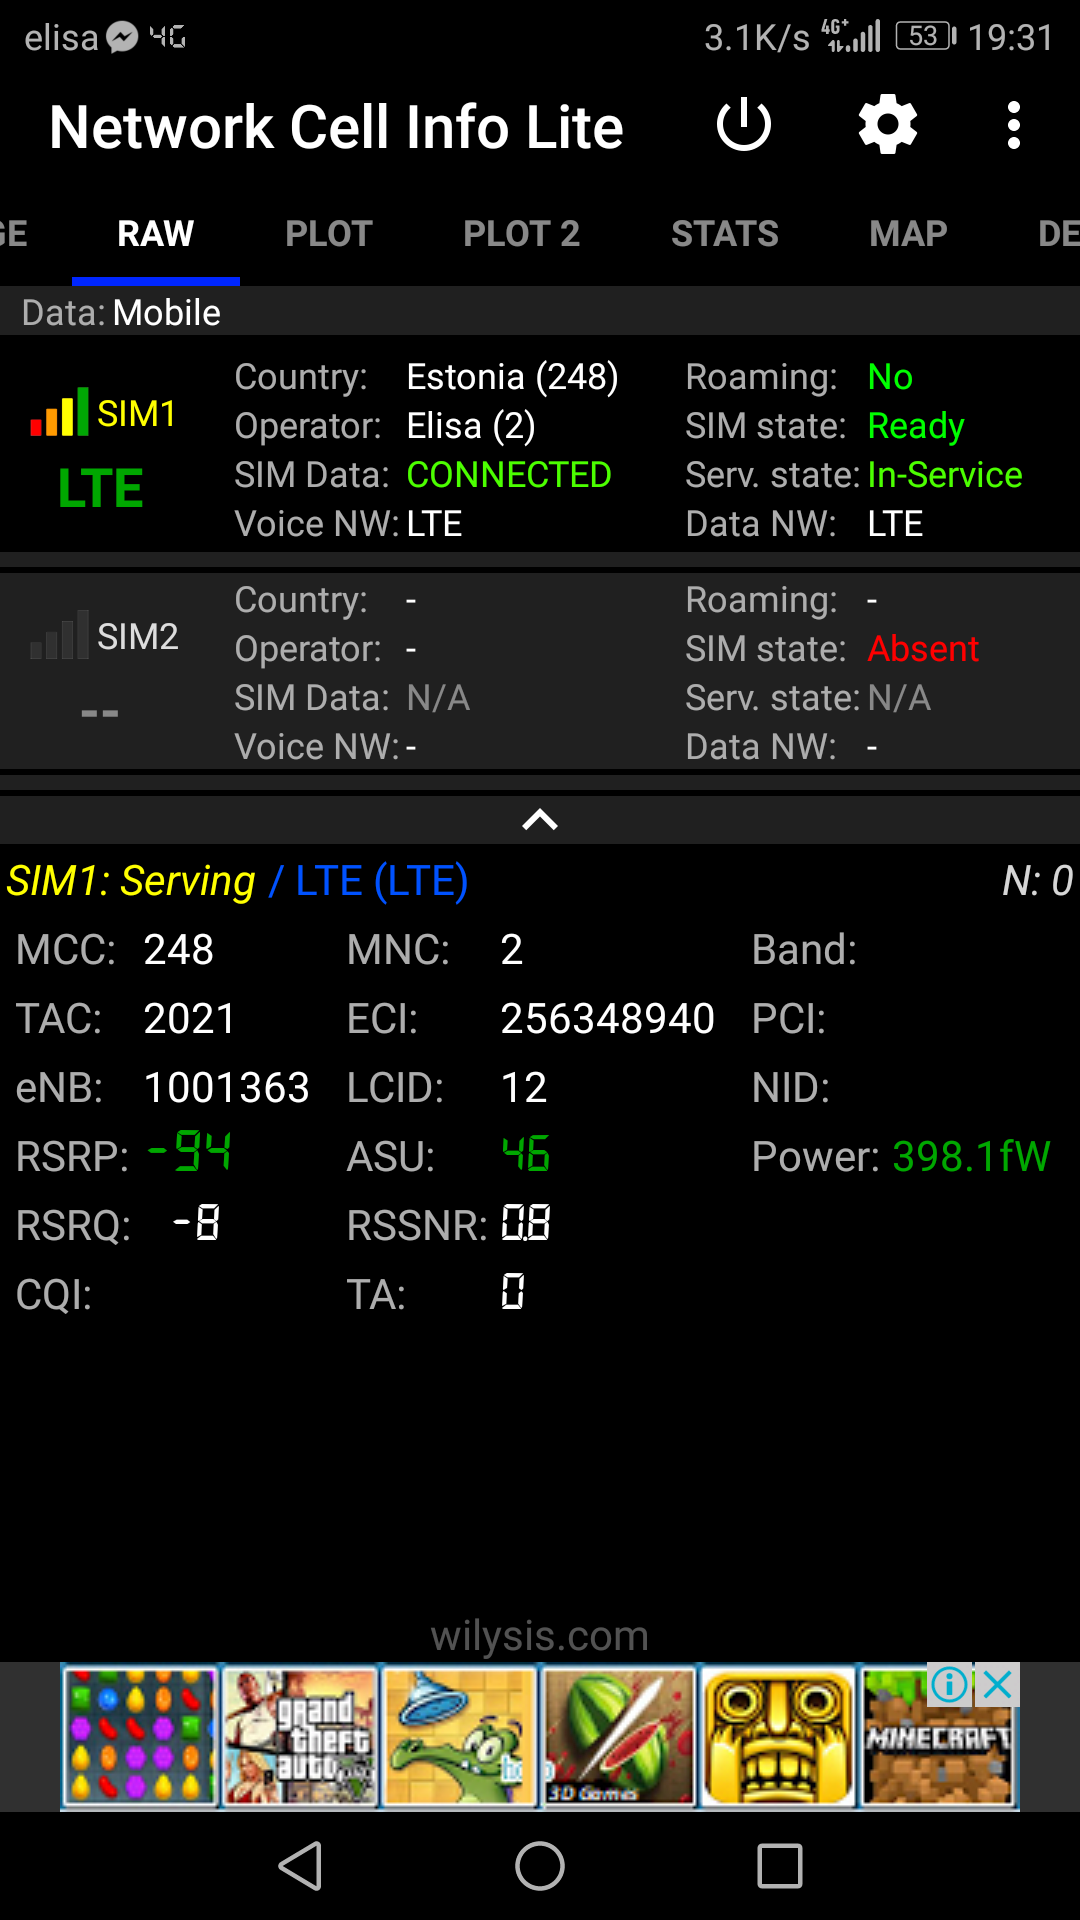 elisa 4G 3.1K/s 4G+ 53 19:31
Network Cell Info Lite
GE RAW PLOT PLOT 2 STATS MAP DE
Data: Mobile
SIM1
LTE
Country: Estonia (248) Roaming: No
Operator: Elisa (2) SIM state: Ready
SIM Data: CONNECTED Serv. state: In-Service
Voice NW: LTE Data NW: LTE
SIM2
--
Country: - Roaming: -
Operator: - SIM state: Absent
SIM Data: N/A Serv. state: N/A
Voice NW: - Data NW: -
SIM1: Serving / LTE (LTE) N: 0
MCC: 248 MNC: 2 Band:
TAC: 2021 ECI: 256348940 PCI:
eNB: 1001363 LCID: 12 NID:
RSRP: -94 ASU: 46 Power: 398.1fW
RSRQ: -8 RSSNR: 0.8
CQI: TA: 0
wilysis.com
grand
theft
auto
3D Games
MINECRAFT